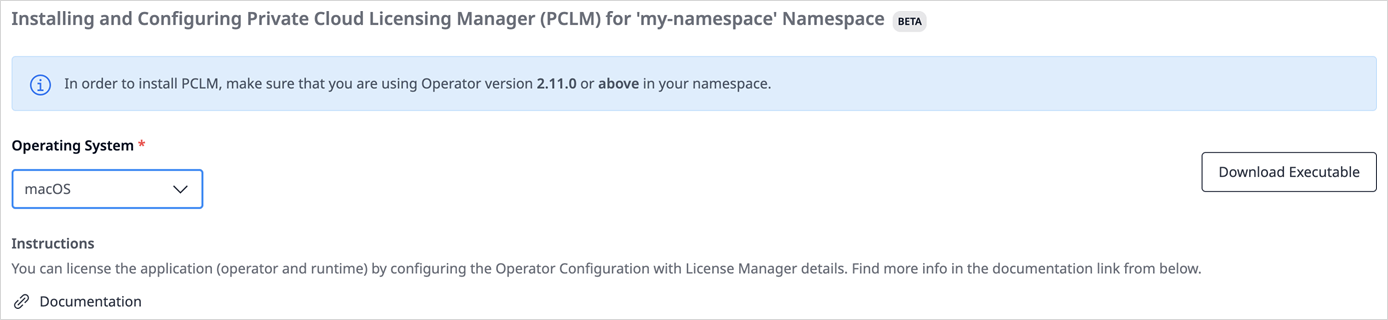 Installing and Configuring Private Cloud Licensing Manager (PCLM) for 'my-namespace' Namespace BETA
In order to install PCLM, make sure that you are using Operator version 2.11.0 or above in your namespace.
Operating System *
macOS
Download Executable
Instructions
You can license the application (operator and runtime) by configuring the Operator Configuration with License Manager details. Find more info in the documentation link from below.
Documentation